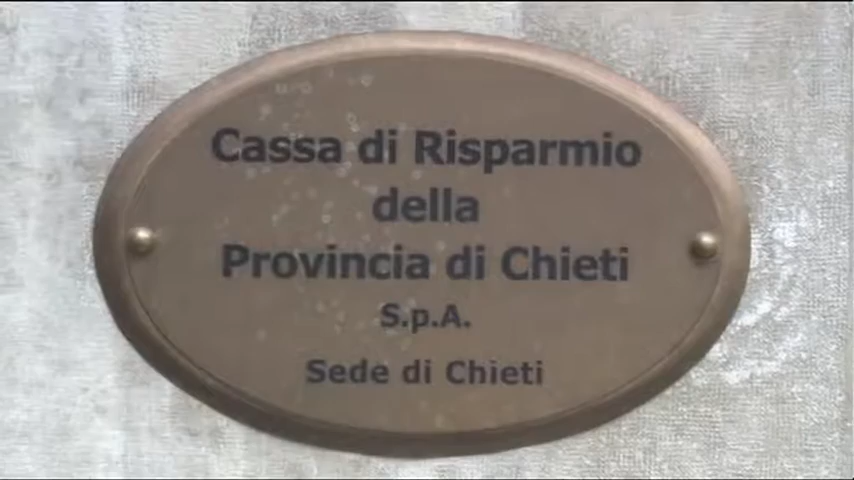 Cassa di Risparmio
della
Provincia di Chieti
S.p.A.
Sede di Chieti